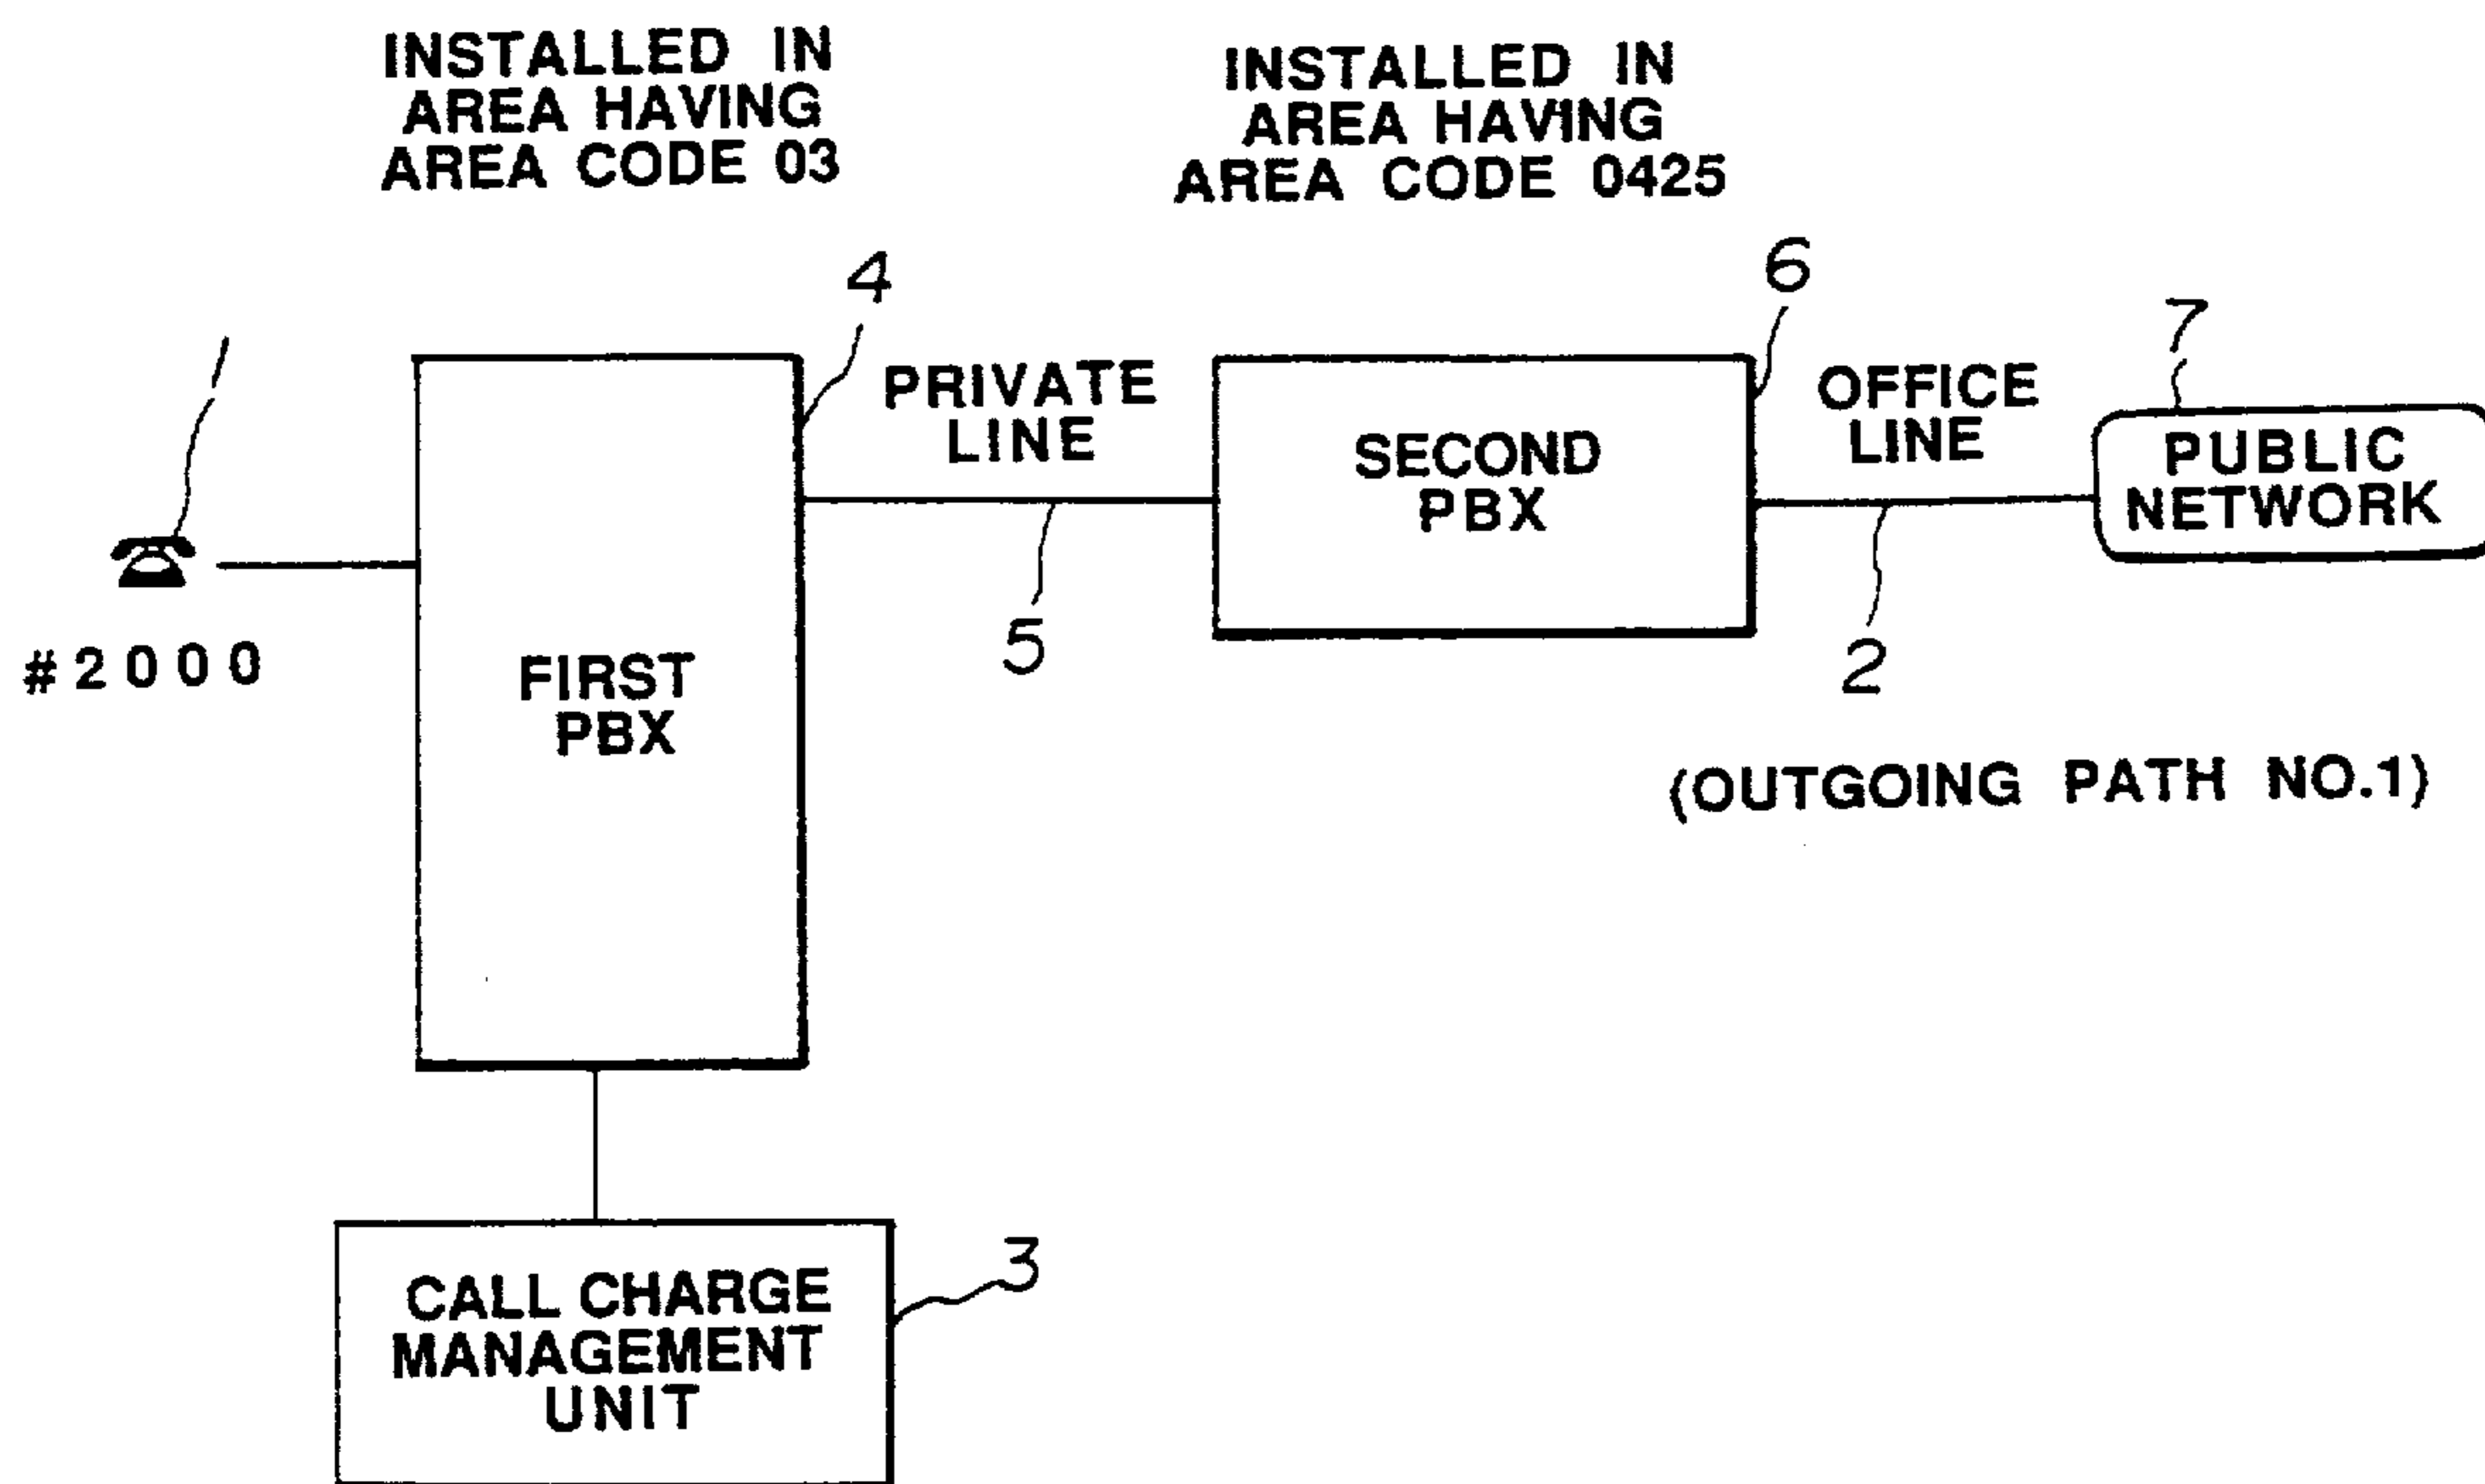 INSTALLED IN
AREA HAVING
AREA CODE 03
INSTALLED IN
AREA HAVING
AREA CODE 0425
4
6
7
PRIVATE
LINE
OFFICE
LINE
SECOND
PBX
PUBLIC
NETWORK
5
2
#2000
FIRST
PBX
(OUTGOING PATH NO.1)
3
CALL CHARGE
MANAGEMENT
UNIT